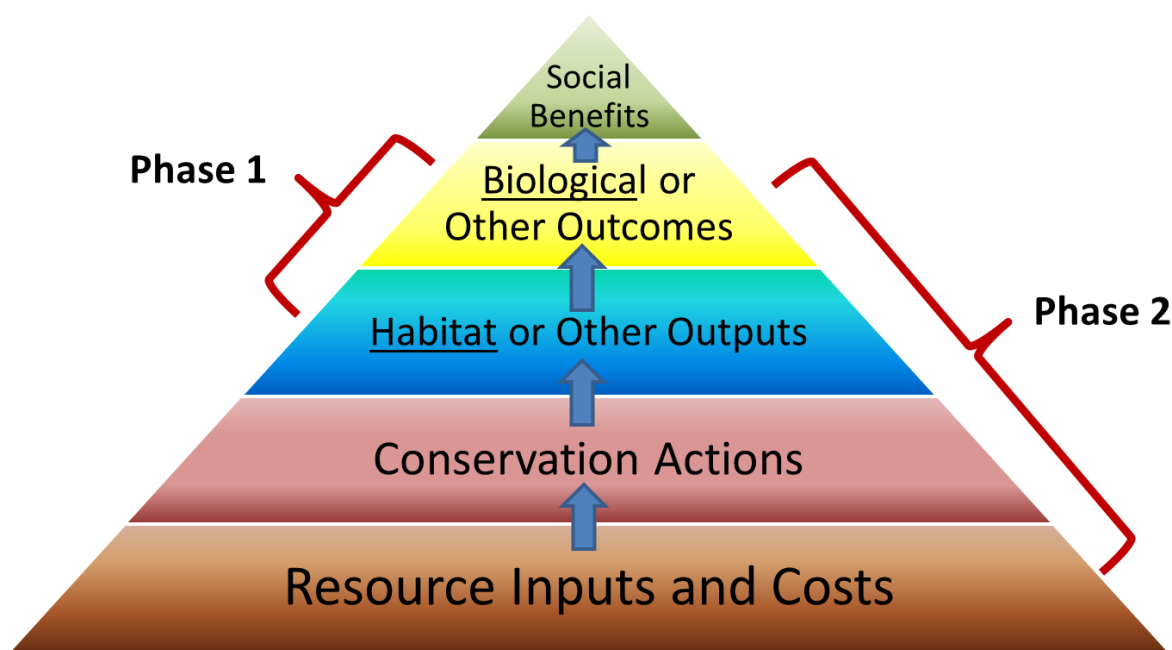 Social
Benefits
Phase 1
Biological or
Other Outcomes
Phase 2
Habitat or Other Outputs
Conservation Actions
Resource Inputs and Costs